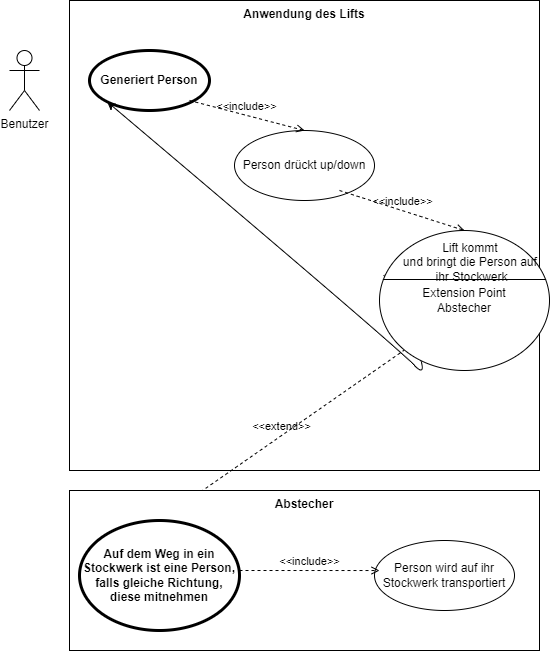 Anwendung des Lifts
Benutzer
Generiert Person
<<include>>
Person drückt up/down
<<include>>
Lift kommt
und bringt die Person auf
ihr Stockwerk
Extension Point
Abstecher
<<extend>>
Abstecher
Auf dem Weg in ein
Stockwerk ist eine Person,
falls gleiche Richtung,
diese mitnehmen
<<include>>
Person wird auf ihr
Stockwerk transportiert